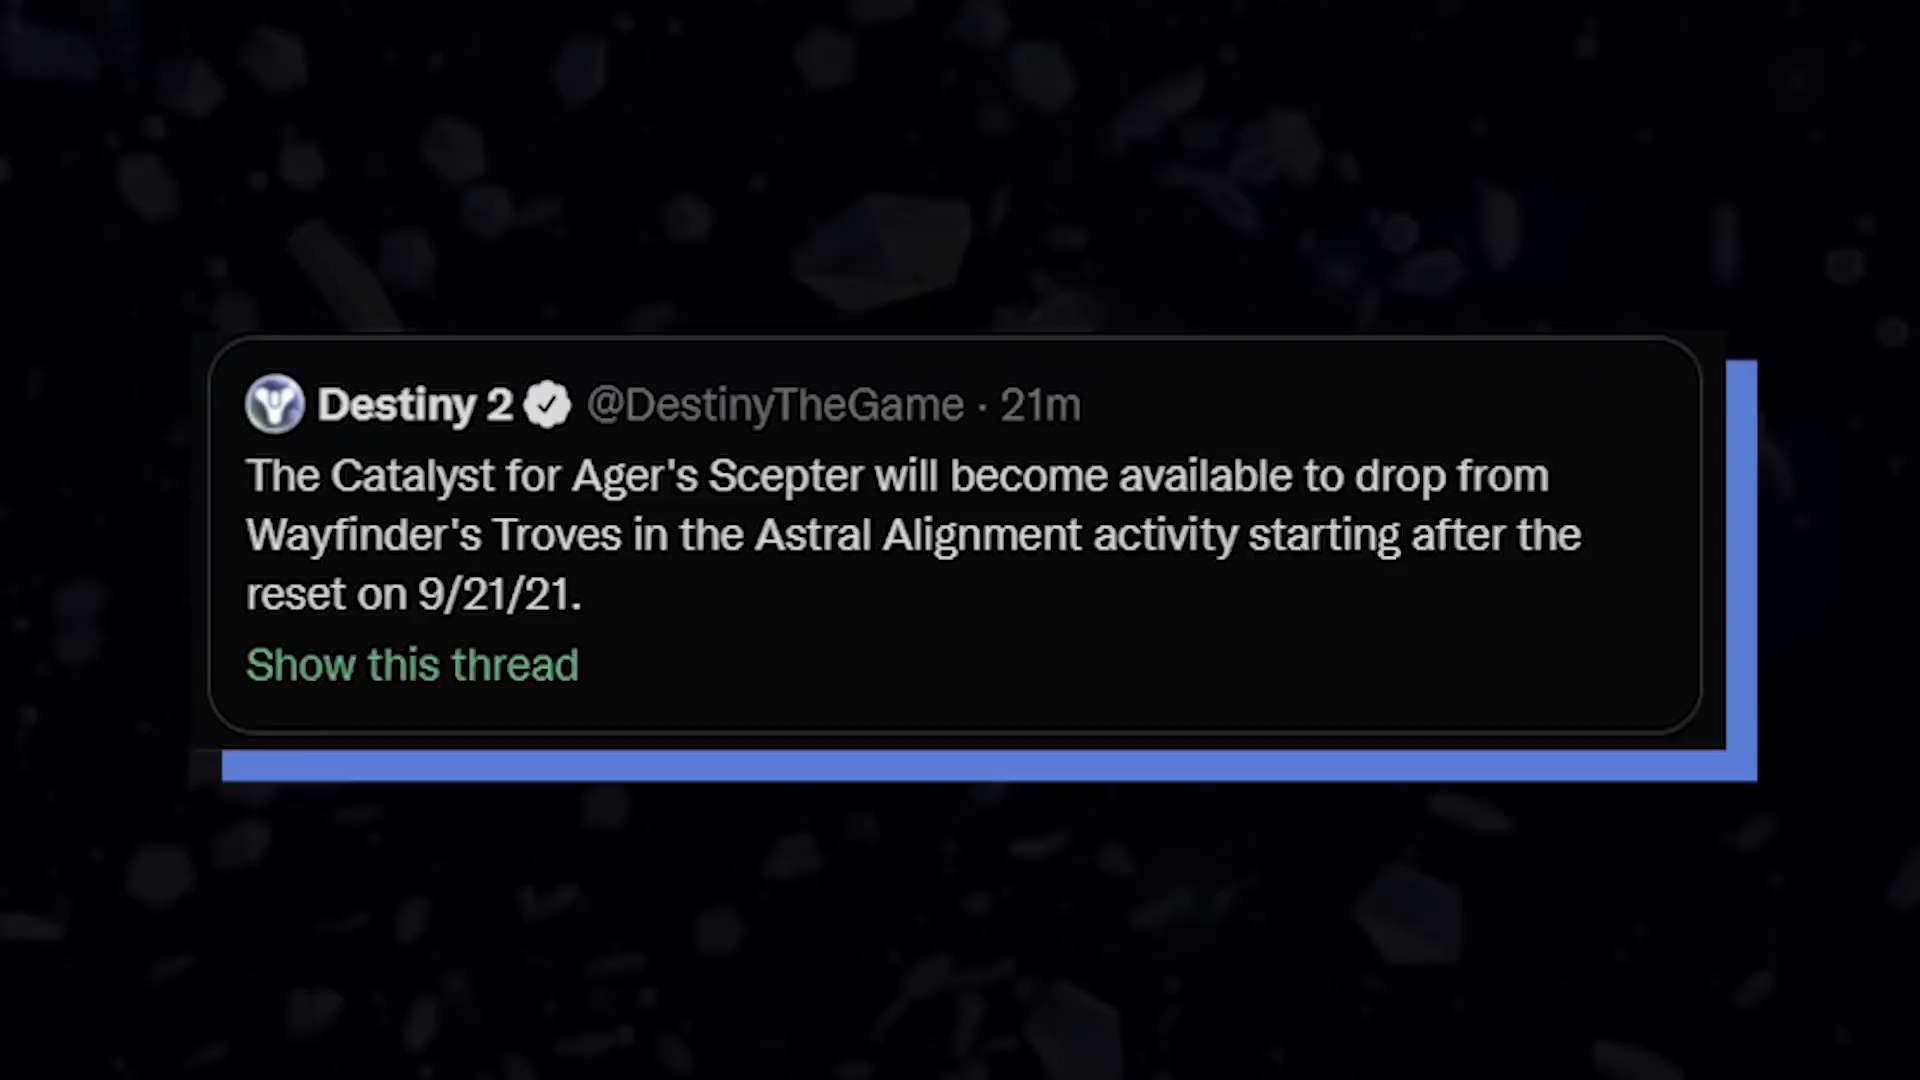 Destiny 2 @DestinyTheGame · 21m
The Catalyst for Ager's Scepter will become available to drop from
Wayfinder's Troves in the Astral Alignment activity starting after the
reset on 9/21/21.
Show this thread